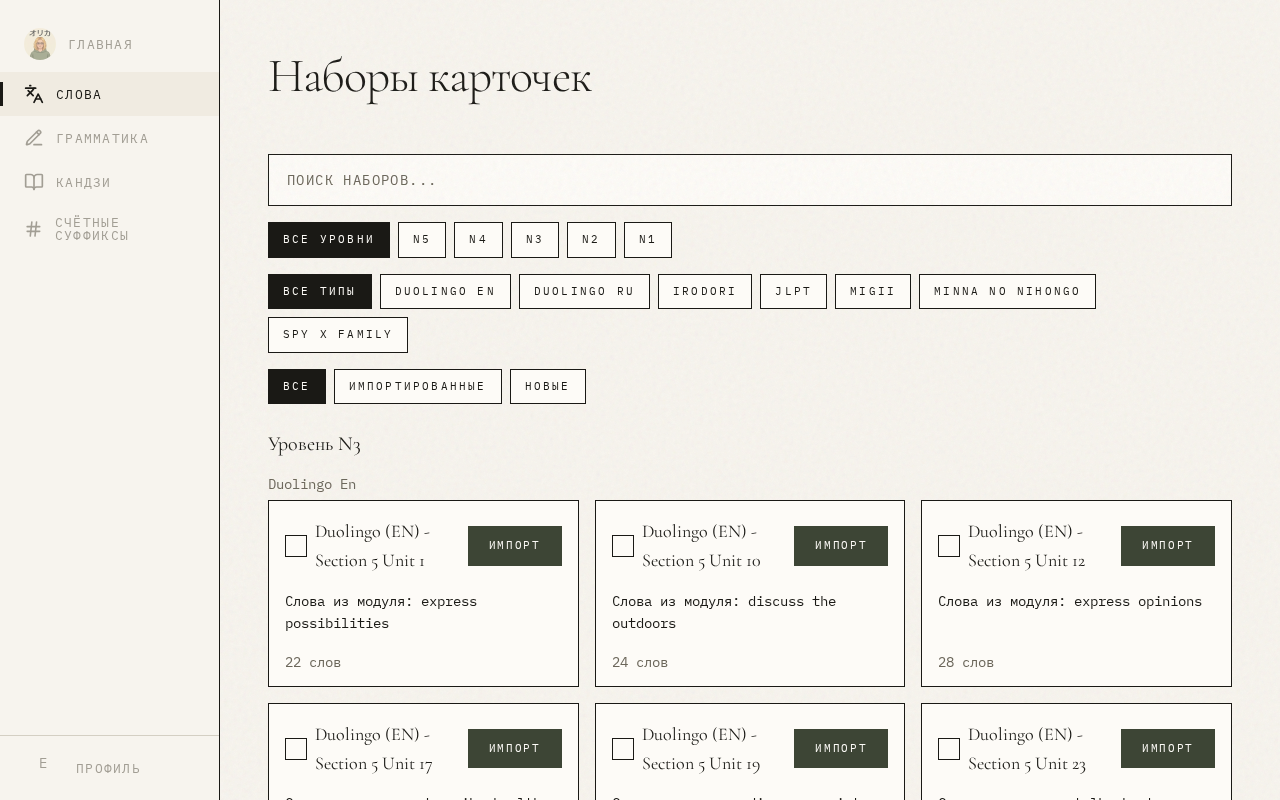 オリカ
ГЛАВНАЯ
СЛОВА
ГРАММАТИКА
КАНДЗИ
СЧЁТНЫЕ
СУФФИКСЫ
E
ПРОФИЛЬ
Наборы карточек
ПОИСК НАБОРОВ...
ВСЕ УРОВНИ N5 N4 N3 N2 N1
ВСЕ ТИПЫ DUOLINGO EN DUOLINGO RU IRODORI JLPT MIGII MINNA NO NIHONGO
SPY X FAMILY
ВСЕ ИМПОРТИРОВАННЫЕ НОВЫЕ
Уровень N3
Duolingo En
Duolingo (EN) -
Section 5 Unit 1
ИМПОРТ
Слова из модуля: express
possibilities
22 слов
Duolingo (EN) -
Section 5 Unit 10
ИМПОРТ
Слова из модуля: discuss the
outdoors
24 слов
Duolingo (EN) -
Section 5 Unit 12
ИМПОРТ
Слова из модуля: express opinions
28 слов
Duolingo (EN) -
Section 5 Unit 17
ИМПОРТ
Duolingo (EN) -
Section 5 Unit 19
ИМПОРТ
Duolingo (EN) -
Section 5 Unit 23
ИМПОРТ